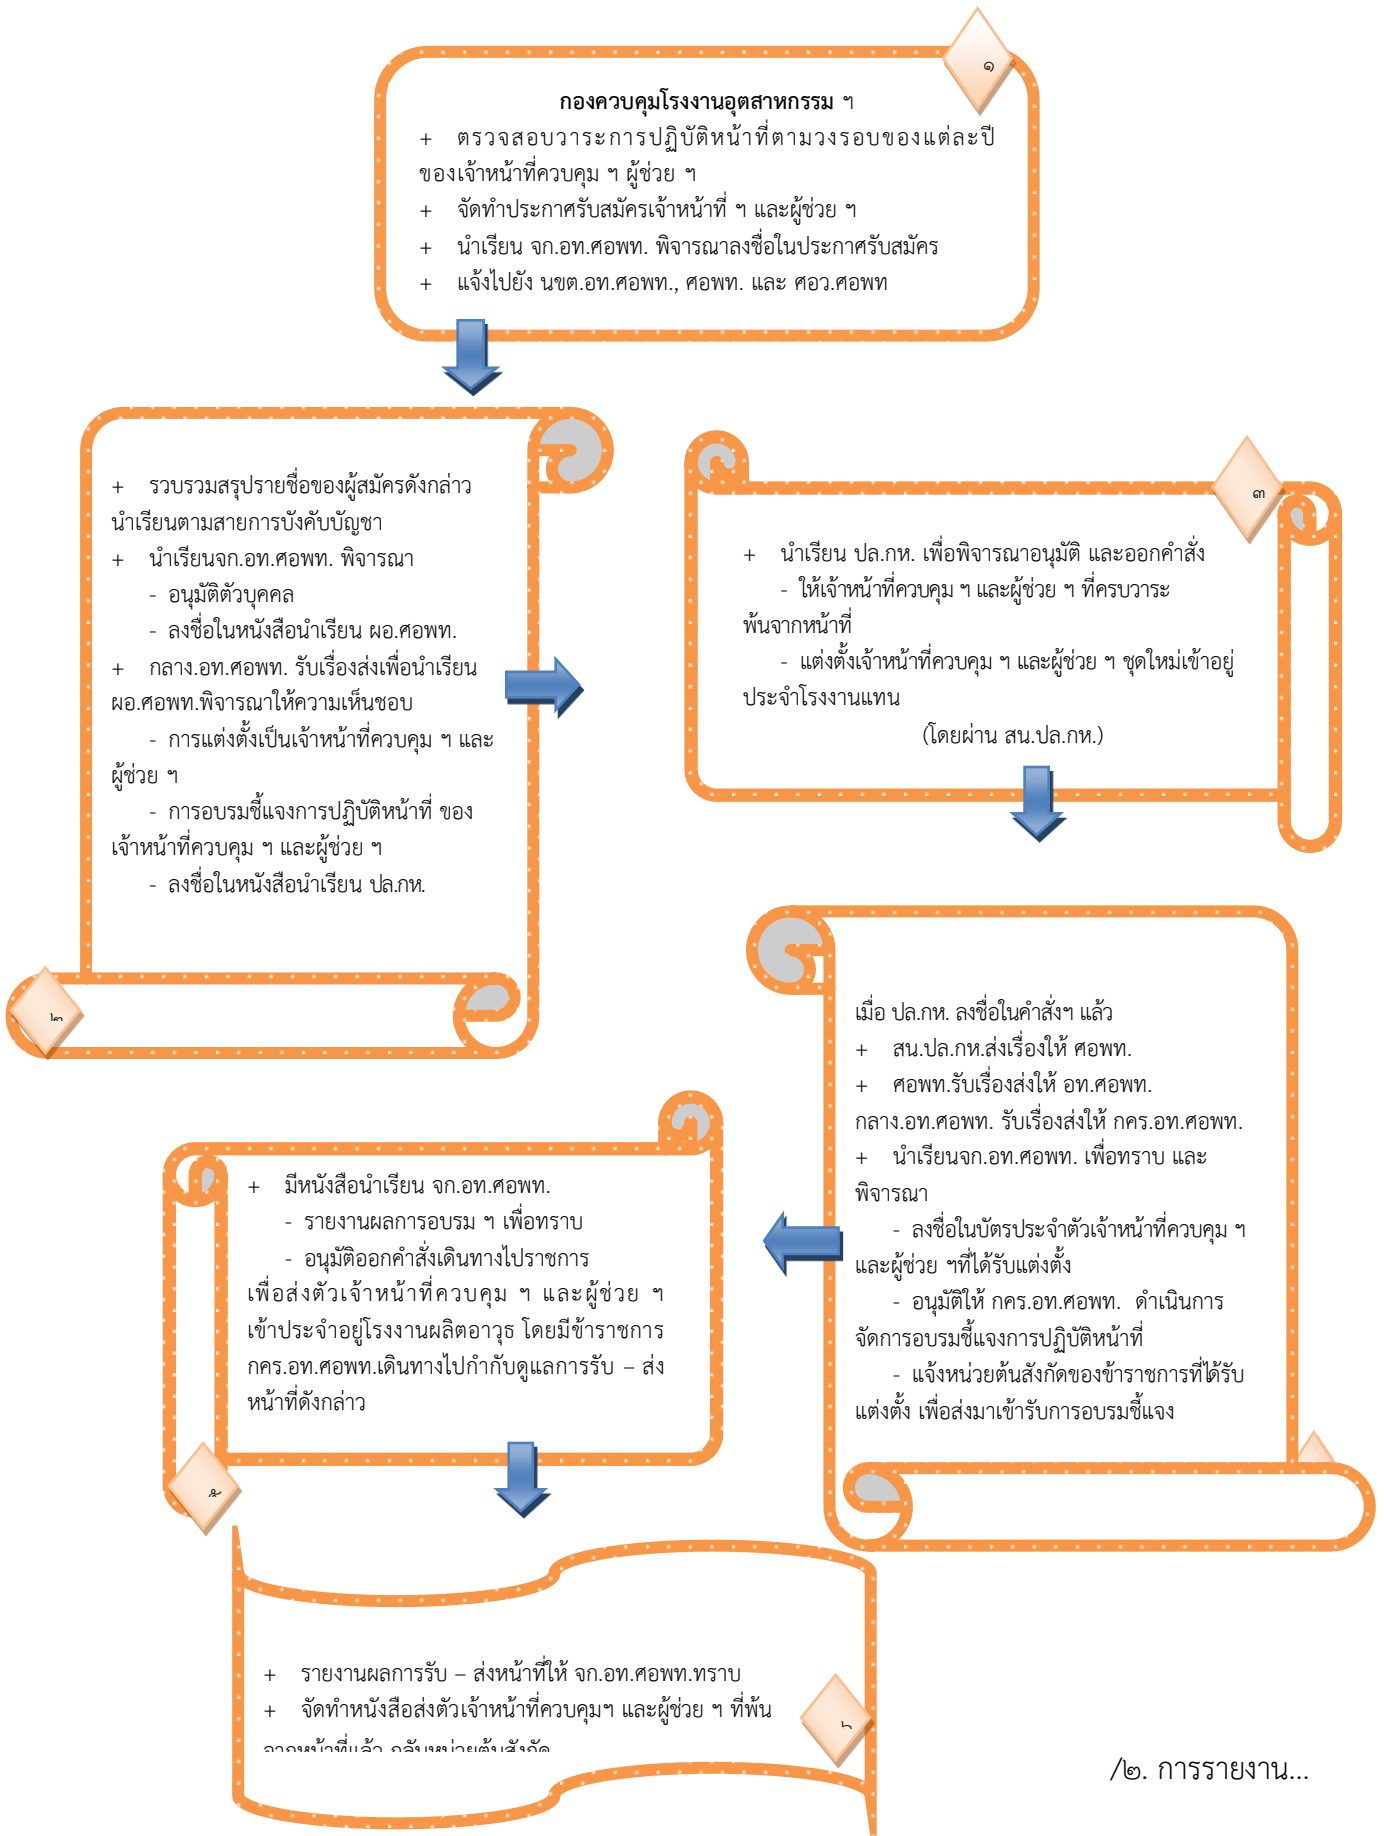 ๑
กองควบคุมโรงงานอุตสาหกรรม ฯ
+ ตรวจสอบวาระการปฏิบัติหน้าที่ตามวงรอบของแต่ละปี
ของเจ้าหน้าที่ควบคุม ฯ ผู้ช่วย ฯ
+ จัดทำประกาศรับสมัครเจ้าหน้าที่ ฯ และผู้ช่วย ฯ
+ นำเรียน จก.อท.ศอพท. พิจารณาลงชื่อในประกาศรับสมัคร
+ แจ้งไปยัง นขต.อท.ศอพท., ศอพท. และ ศอว.ศอพท
+ รวบรวมสรุปรายชื่อของผู้สมัครดังกล่าว
นำเรียนตามสายการบังคับบัญชา
+ นำเรียนจก.อท.ศอพท. พิจารณา
- อนุมัติตัวบุคคล
- ลงชื่อในหนังสือนำเรียน ผอ.ศอพท.
+ กลาง.อท.ศอพท. รับเรื่องส่งเพื่อนำเรียน
ผอ.ศอพท.พิจารณาให้ความเห็นชอบ
- การแต่งตั้งเป็นเจ้าหน้าที่ควบคุม ฯ และ
ผู้ช่วย ฯ
- การอบรมชี้แจงการปฏิบัติหน้าที่ ของ
เจ้าหน้าที่ควบคุม ฯ และผู้ช่วย ฯ
- ลงชื่อในหนังสือนำเรียน ปล.กห.
๒
๓
+ นำเรียน ปล.กห. เพื่อพิจารณาอนุมัติ และออกคำสั่ง
- ให้เจ้าหน้าที่ควบคุม ฯ และผู้ช่วย ฯ ที่ครบวาระ
พ้นจากหน้าที่
- แต่งตั้งเจ้าหน้าที่ควบคุม ฯ และผู้ช่วย ฯ ชุดใหม่เข้าอยู่
ประจำโรงงานแทน
(โดยผ่าน สน.ปล.กห.)
เมื่อ ปล.กห. ลงชื่อในคำสั่งฯ แล้ว
+ สน.ปล.กห.ส่งเรื่องให้ ศอพท.
+ ศอพท.รับเรื่องส่งให้ อท.ศอพท.
กลาง.อท.ศอพท. รับเรื่องส่งให้ กคร.อท.ศอพท.
+ นำเรียนจก.อท.ศอพท. เพื่อทราบ และ
พิจารณา
- ลงชื่อในบัตรประจำตัวเจ้าหน้าที่ควบคุม ฯ
และผู้ช่วย ฯที่ได้รับแต่งตั้ง
- อนุมัติให้ กคร.อท.ศอพท. ดำเนินการ
จัดการอบรมชี้แจงการปฏิบัติหน้าที่
- แจ้งหน่วยต้นสังกัดของข้าราชการที่ได้รับ
แต่งตั้ง เพื่อส่งมาเข้ารับการอบรมชี้แจง
+ มีหนังสือนำเรียน จก.อท.ศอพท.
- รายงานผลการอบรม ฯ เพื่อทราบ
- อนุมัติออกคำสั่งเดินทางไปราชการ
เพื่อส่งตัวเจ้าหน้าที่ควบคุม ฯ และผู้ช่วย ฯ
เข้าประจำอยู่โรงงานผลิตอาวุธ โดยมีข้าราชการ
กคร.อท.ศอพท.เดินทางไปกำกับดูแลการรับ – ส่ง
หน้าที่ดังกล่าว
+ รายงานผลการรับ – ส่งหน้าที่ให้ จก.อท.ศอพท.ทราบ
+ จัดทำหนังสือส่งตัวเจ้าหน้าที่ควบคุมฯ และผู้ช่วย ฯ ที่พ้น
จากหน้าที่แล้ว กลับหน่วยต้นสังกัด
/๒. การรายงาน...